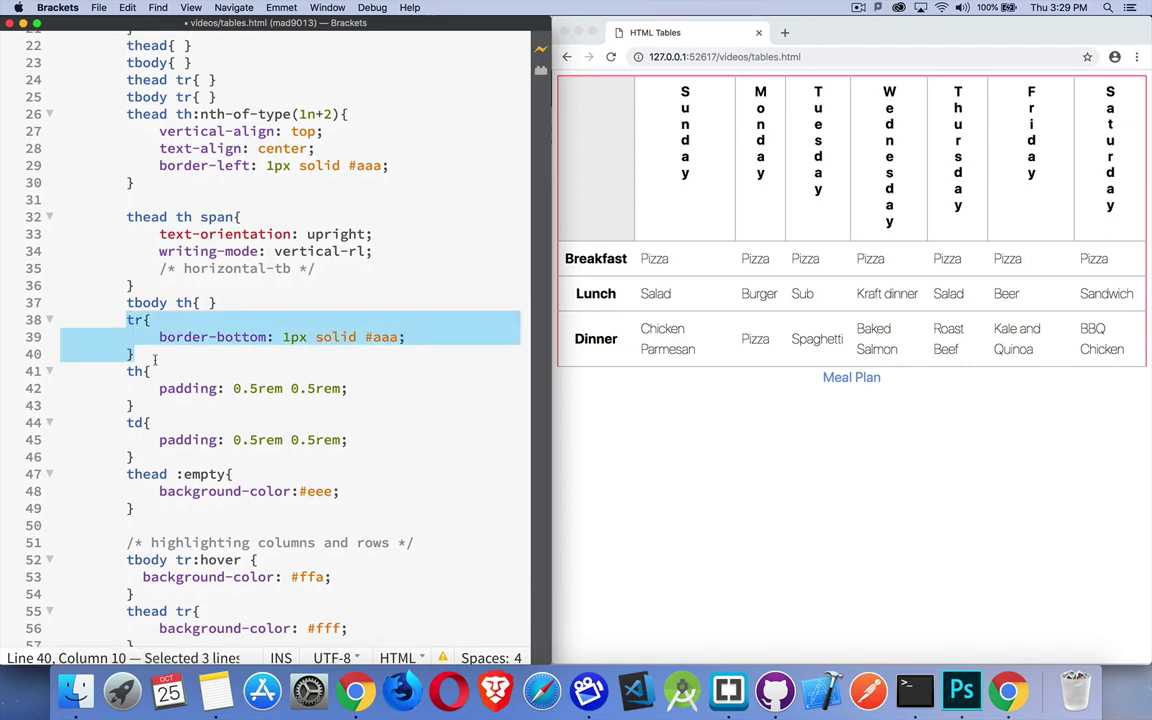 Brackets File Edit View Navigate Emmet Window Debug Help 100% Thu 3:29 PM
• videos/tables.html (mad9013) — Brackets
HTML Tables
127.0.0.1:52617/videos/tables.html
22 thead{ }
23 tbody{ }
24 thead tr{ }
25 tbody tr{ }
26 thead th:nth-of-type(1n+2){
27 vertical-align: top;
28 text-align: center;
29 border-left: 1px solid #aaa;
30 }
31
32 thead th span{
33 text-orientation: upright;
34 writing-mode: vertical-rl;
35 /* horizontal-tb */
36 }
37 tbody th{ }
38 tr{
39 border-bottom: 1px solid #aaa;
40 }
41 th{
42 padding: 0.5rem 0.5rem;
43 }
44 td{
45 padding: 0.5rem 0.5rem;
46 }
47 thead :empty{
48 background-color:#eee;
49 }
50
51 /* highlighting columns and rows */
52 tbody tr:hover {
53 background-color: #ffa;
54 }
55 thead tr{
56 background-color: #fff;
57 }
Line 40, Column 10 — Selected 3 lines INS UTF-8 HTML Spaces: 4
Sunday Monday Tuesday Wednesday Thursday Friday Saturday
Breakfast Pizza Pizza Pizza Pizza Pizza Pizza Pizza
Lunch Salad Burger Sub Kraft dinner Salad Beer Sandwich
Dinner Chicken Parmesan Pizza Spaghetti Baked Salmon Roast Beef Kale and Quinoa BBQ Chicken
Meal Plan
OCT
25
Ps